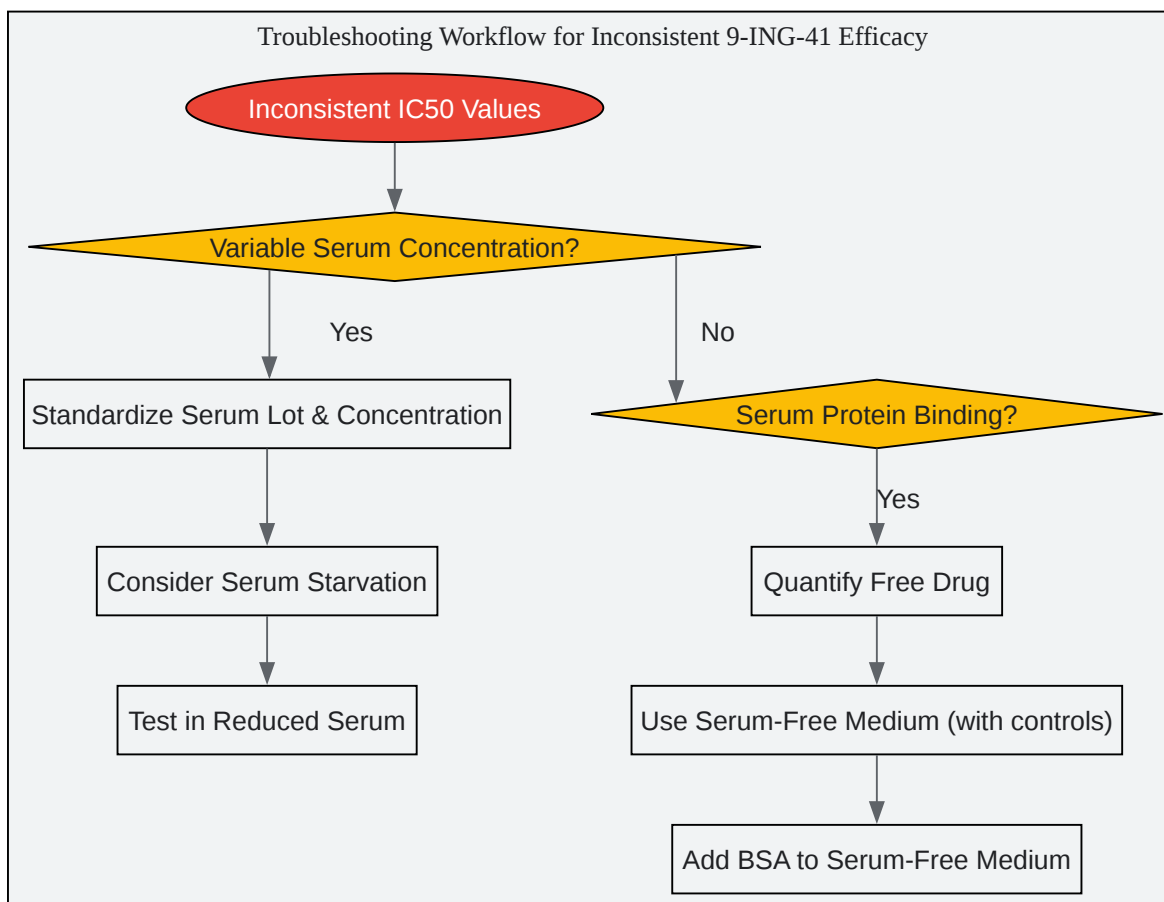 Troubleshooting Workflow for Inconsistent 9-ING-41 Efficacy
Inconsistent IC50 Values
Variable Serum Concentration?
Yes
No
Standardize Serum Lot & Concentration
Serum Protein Binding?
Yes
Consider Serum Starvation
Quantify Free Drug
Test in Reduced Serum
Use Serum-Free Medium (with controls)
Add BSA to Serum-Free Medium